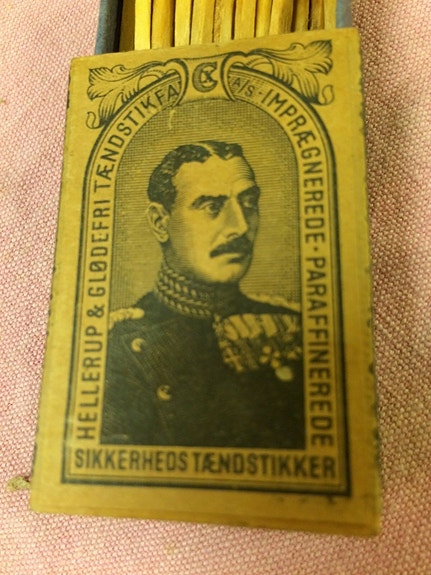 HELLERUP & GLØDEFRI TÆNDSTIKFA
A/S · IMPRÆGNEREDE · PARAFFINEREDE
SIKKERHEDS TÆNDSTIKKER